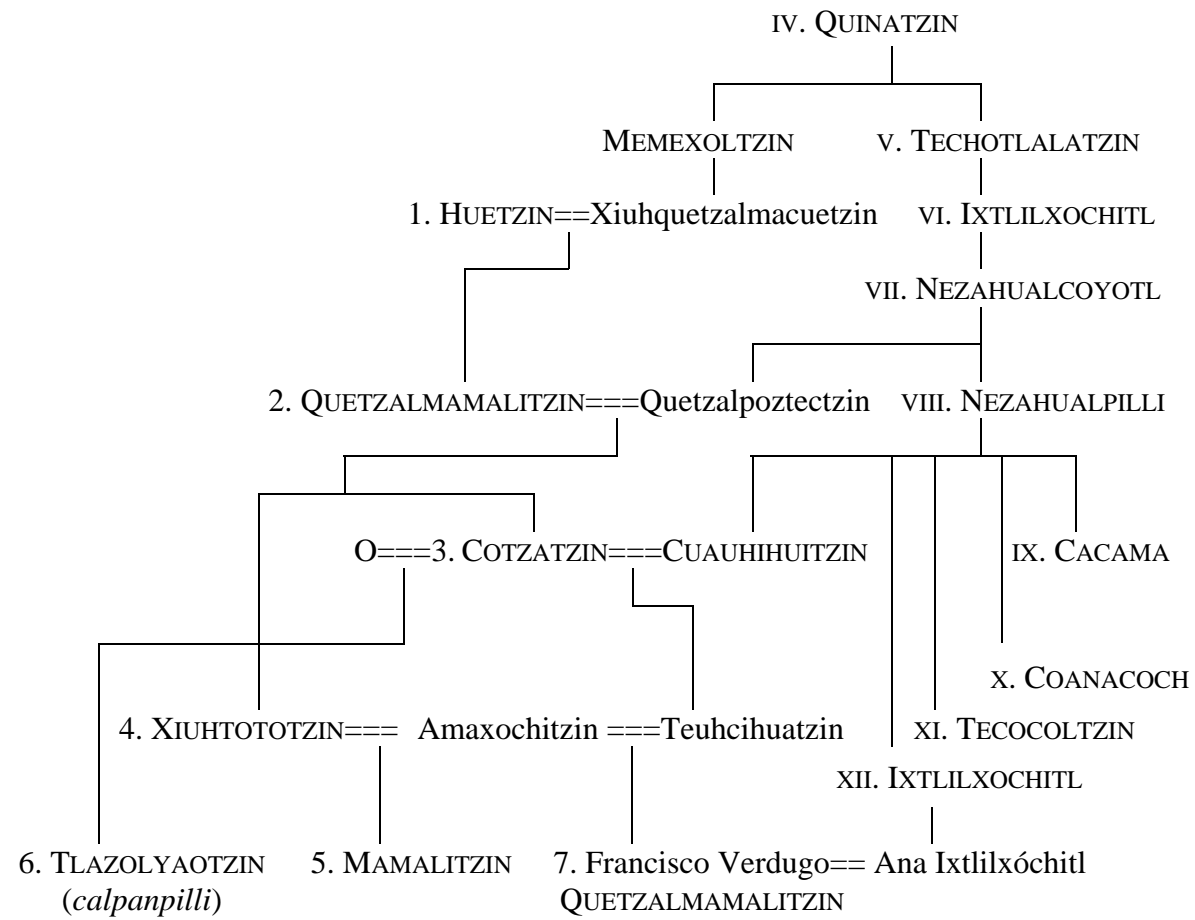 IV. QUINATZIN
MEMEXOLTZIN V. TECHOTLALATZIN
1. HUETZIN==Xiuhquetzalmacuetzin VI. IXTLILXOCHITL
VII. NEZAHUALCOYOTL
2. QUETZALMAMALITZIN===Quetzalpoztectzin VIII. NEZAHUALPILLI
O===3. COTZATZIN===CUAUHIHUITZIN IX. CACAMA
X. COANACOCH
4. XIUHTOTOTZIN=== Amaxochitzin ===Teuhcihuatzin XI. TECOCOLTZIN
XII. IXTLILXOCHITL
6. TLAZOLYAOTZIN 5. MAMALITZIN 7. Francisco Verdugo== Ana Ixtlilxóchitl
(calpanpilli) QUETZALMAMALITZIN